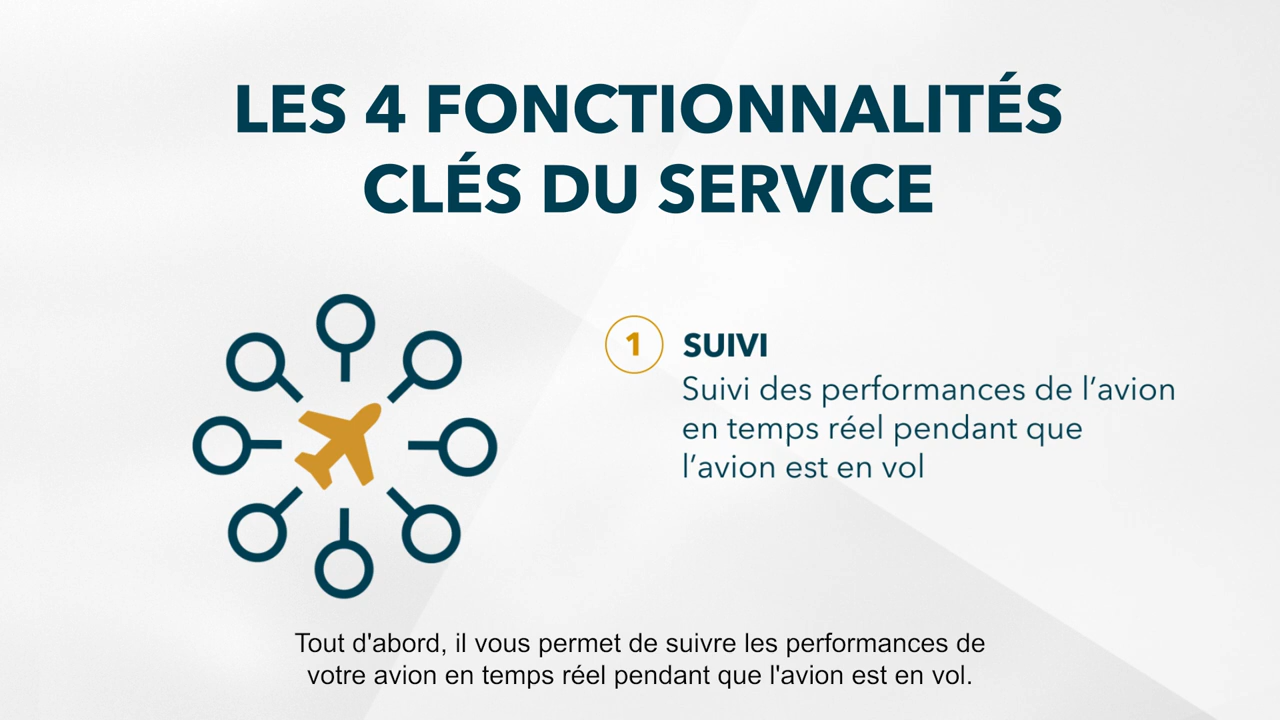 LES 4 FONCTIONNALITÉS
CLÉS DU SERVICE
1 SUIVI
Suivi des performances de l’avion
en temps réel pendant que
l’avion est en vol
Tout d'abord, il vous permet de suivre les performances de
votre avion en temps réel pendant que l'avion est en vol.